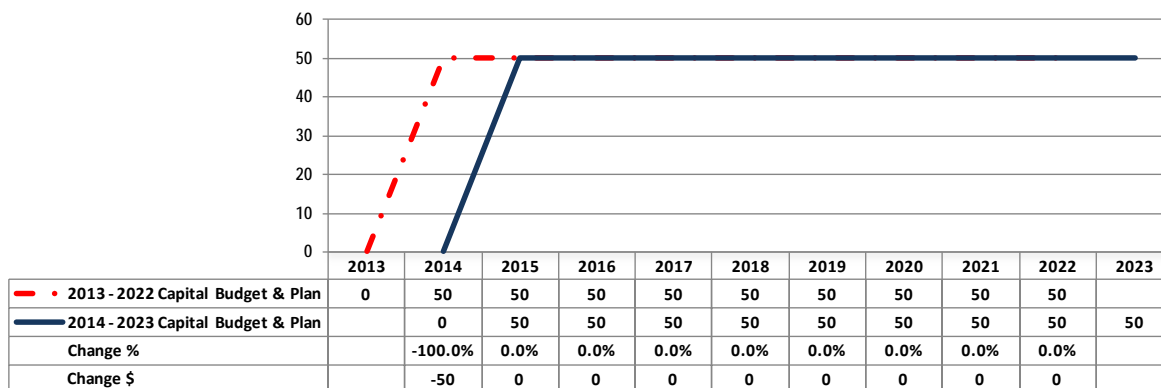 60
50
40
30
20
10
0
2013 2014 2015 2016 2017 2018 2019 2020 2021 2022 2023
2013 - 2022 Capital Budget & Plan 0 50 50 50 50 50 50 50 50 50
2014 - 2023 Capital Budget & Plan 0 50 50 50 50 50 50 50 50 50
Change % -100.0% 0.0% 0.0% 0.0% 0.0% 0.0% 0.0% 0.0% 0.0%
Change $ -50 0 0 0 0 0 0 0 0